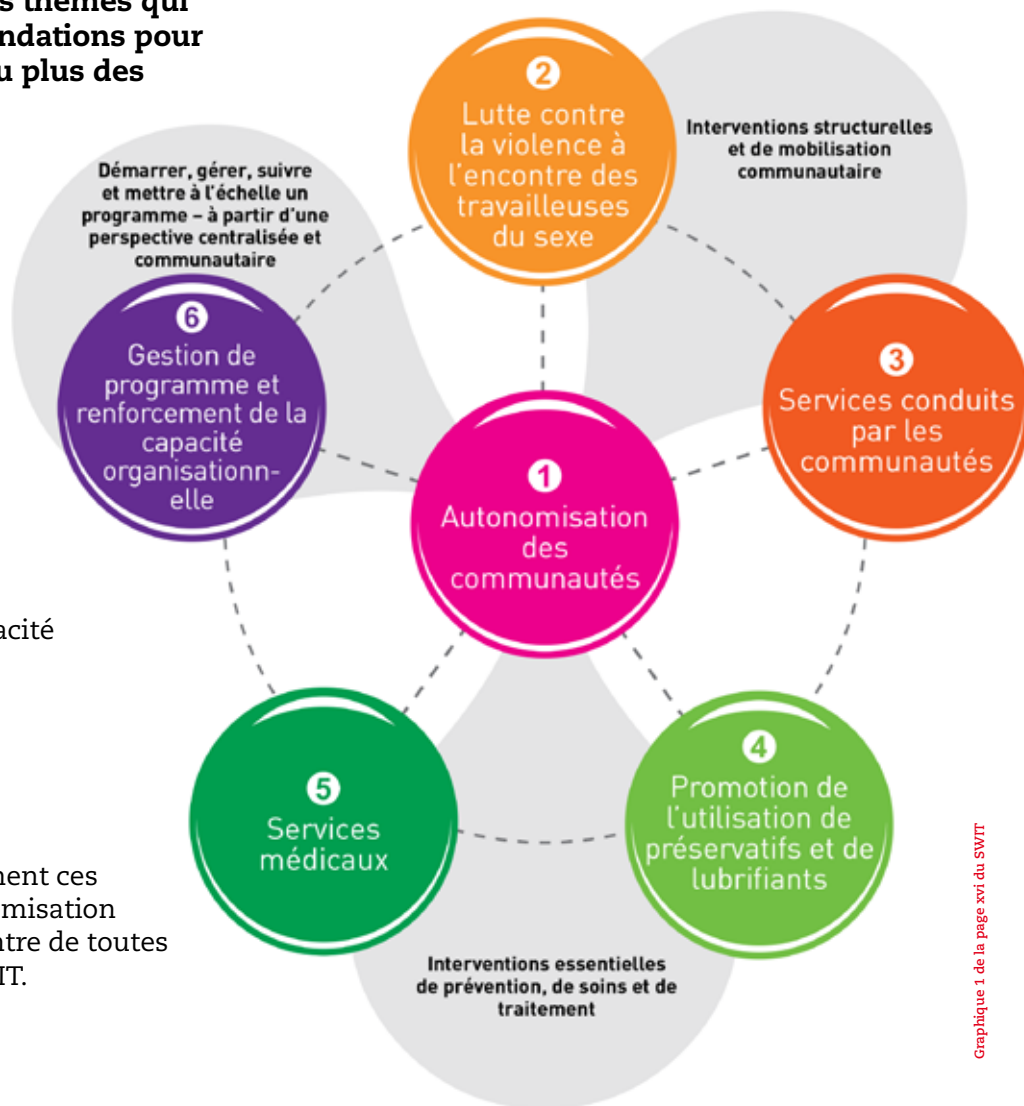 s thèmes qui
ndations pour
u plus des
2
Lutte contre
la violence à
l'encontre des
travailleuses
du sexe
Interventions structurelles
et de mobilisation
communautaire
Démarrer, gérer, suivre
et mettre à l'échelle un
programme – à partir d'une
perspective centralisée et
communautaire
6
Gestion de
programme et
renforcement de la
capacité
organisationn-
elle
3
Services conduits
par les
communautés
1
Autonomisation
des
communautés
acité
5
Services
médicaux
4
Promotion de
l'utilisation de
préservatifs et de
lubrifiants
ment ces
misation
ntre de toutes
IT.
Interventions essentielles
de prévention, de soins et de
traitement
Graphique 1 de la page xvi du SWIT